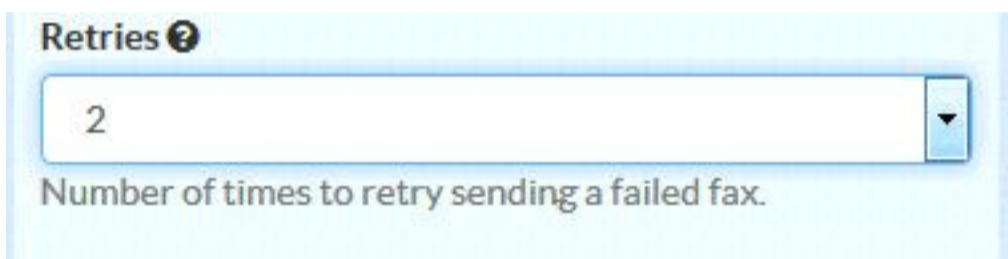 Retries
2
Number of times to retry sending a failed fax.